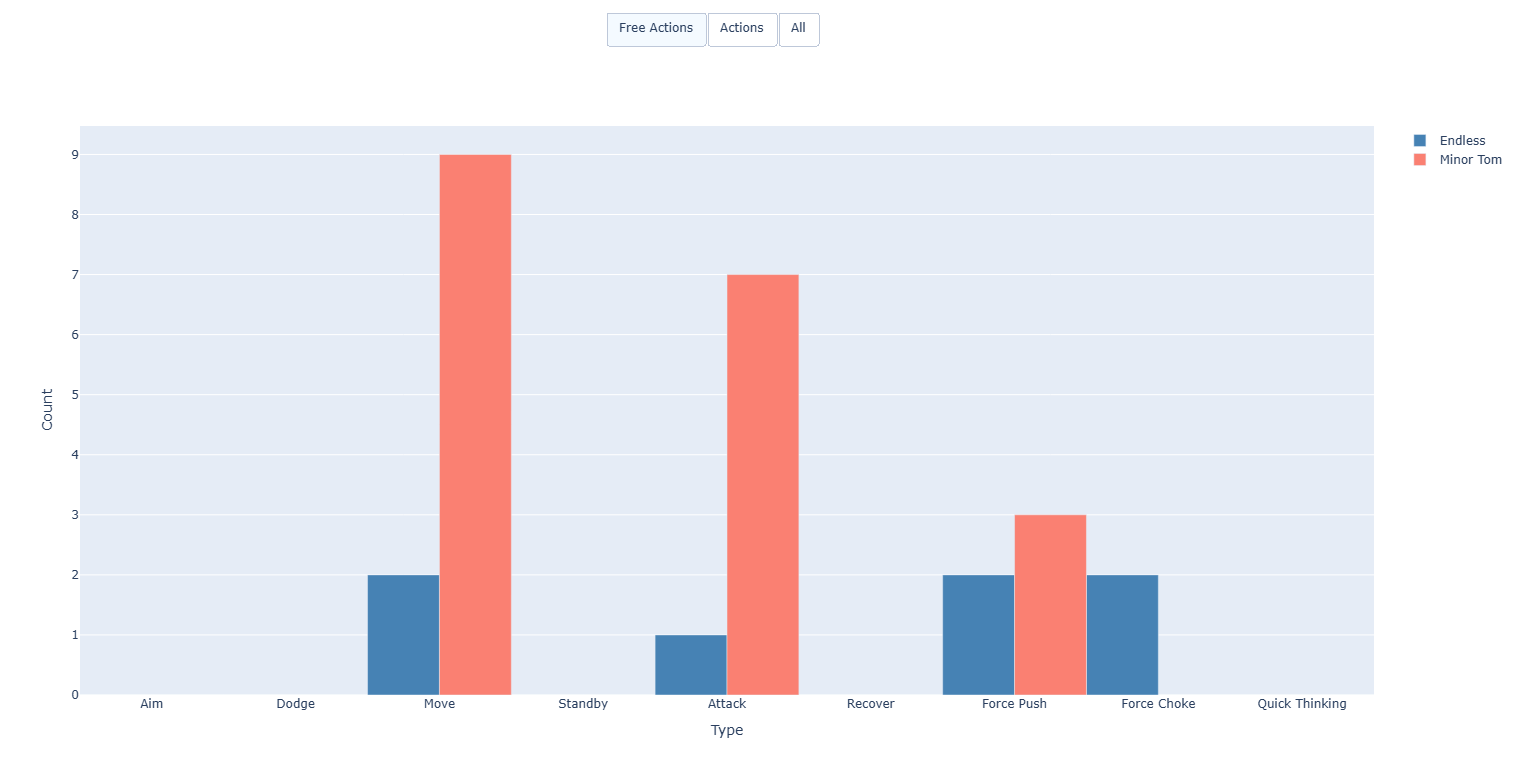 Free Actions Actions All
Endless
Minor Tom
9
8
7
6
5
4
3
2
1
0
Count
Aim Dodge Move Standby Attack Recover Force Push Force Choke Quick Thinking
Type